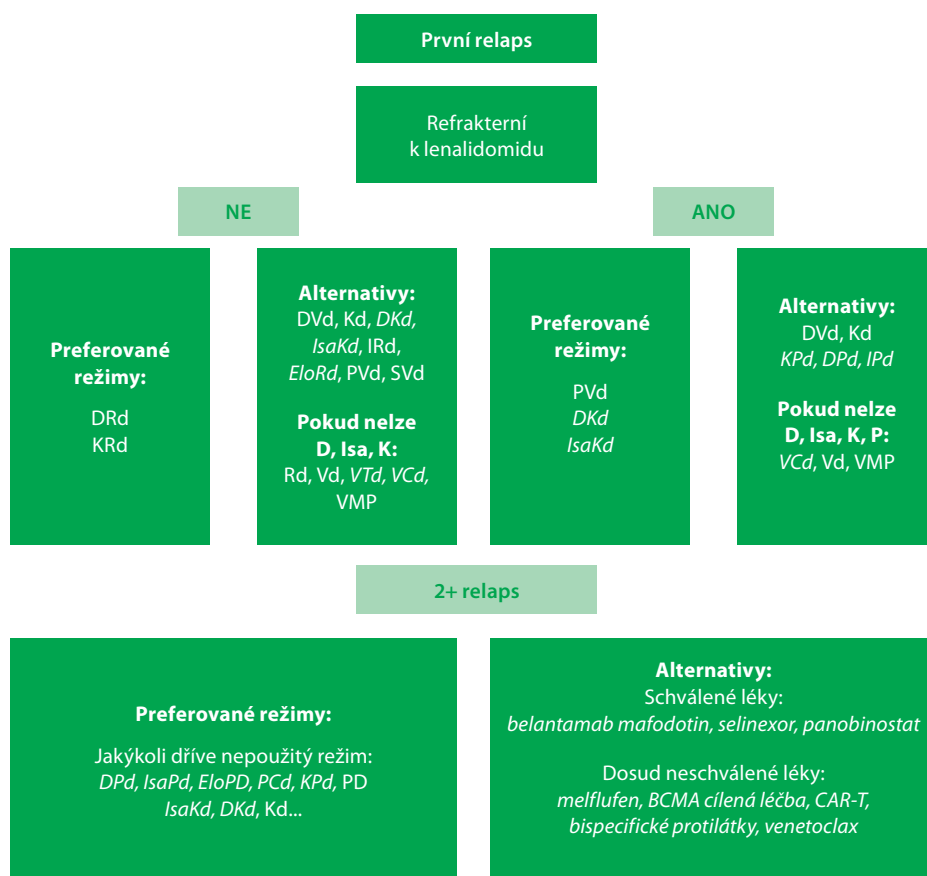 První relaps
Refrakterní
k lenalidomidu
NE
ANO
Preferované
režimy:
DRd
KRd
Alternativy:
DVd, Kd, DKd,
IsaKd, IRd,
EloRd, PVd, SVd
Pokud nelze
D, Isa, K:
Rd, Vd, VTd, VCd,
VMP
Preferované
režimy:
PVd
DKd
IsaKd
Alternativy:
DVd, Kd
KPd, DPd, IPd
Pokud nelze
D, Isa, K, P:
VCd, Vd, VMP
2+ relaps
Preferované režimy:
Jakýkoli dříve nepoužitý režim:
DPd, IsaPd, EloPD, PCd, KPd, PD
IsaKd, DKd, Kd...
Alternativy:
Schválené léky:
belantamab mafodotin, selinexor, panobinostat
Dosud neschválené léky:
melflufen, BCMA cílená léčba, CAR-T,
bispecifické protilátky, venetoclax